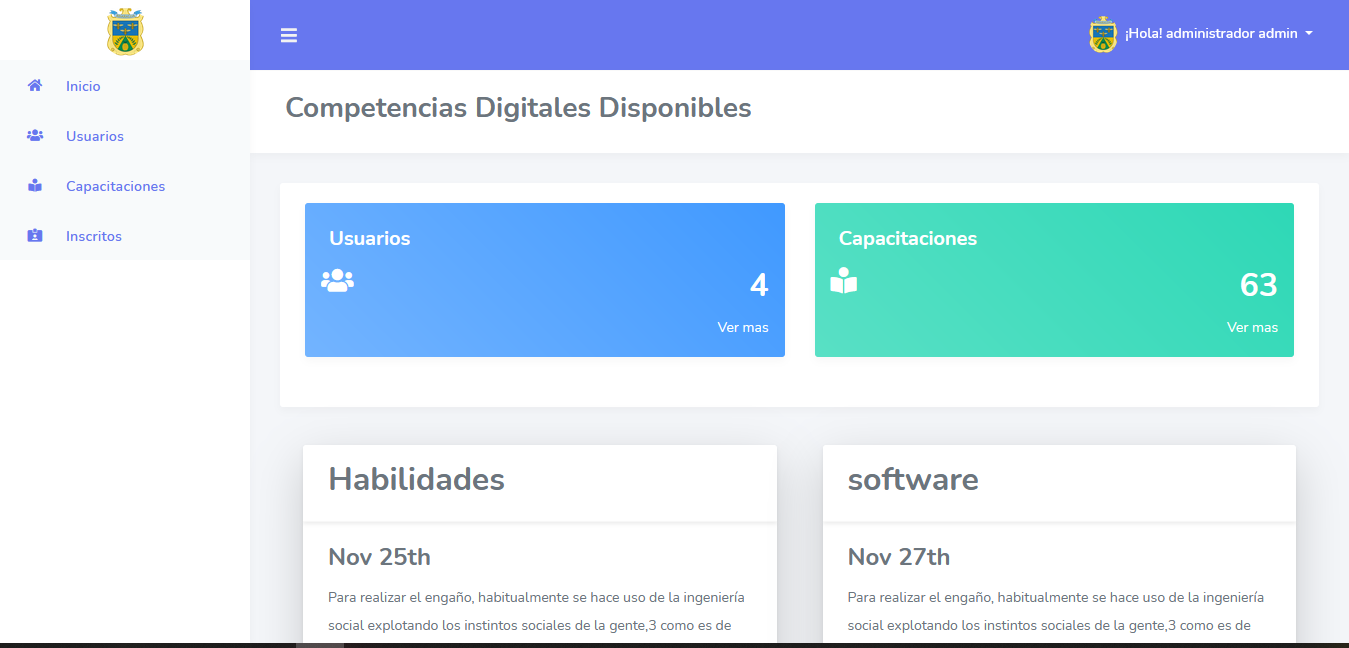 ¡Hola! administrador admin
Inicio
Usuarios
Capacitaciones
Inscritos
Competencias Digitales Disponibles
Usuarios
4
Ver mas
Capacitaciones
63
Ver mas
Habilidades
Nov 25th
Para realizar el engaño, habitualmente se hace uso de la ingeniería
social explotando los instintos sociales de la gente,3 como es de
software
Nov 27th
Para realizar el engaño, habitualmente se hace uso de la ingeniería
social explotando los instintos sociales de la gente,3 como es de